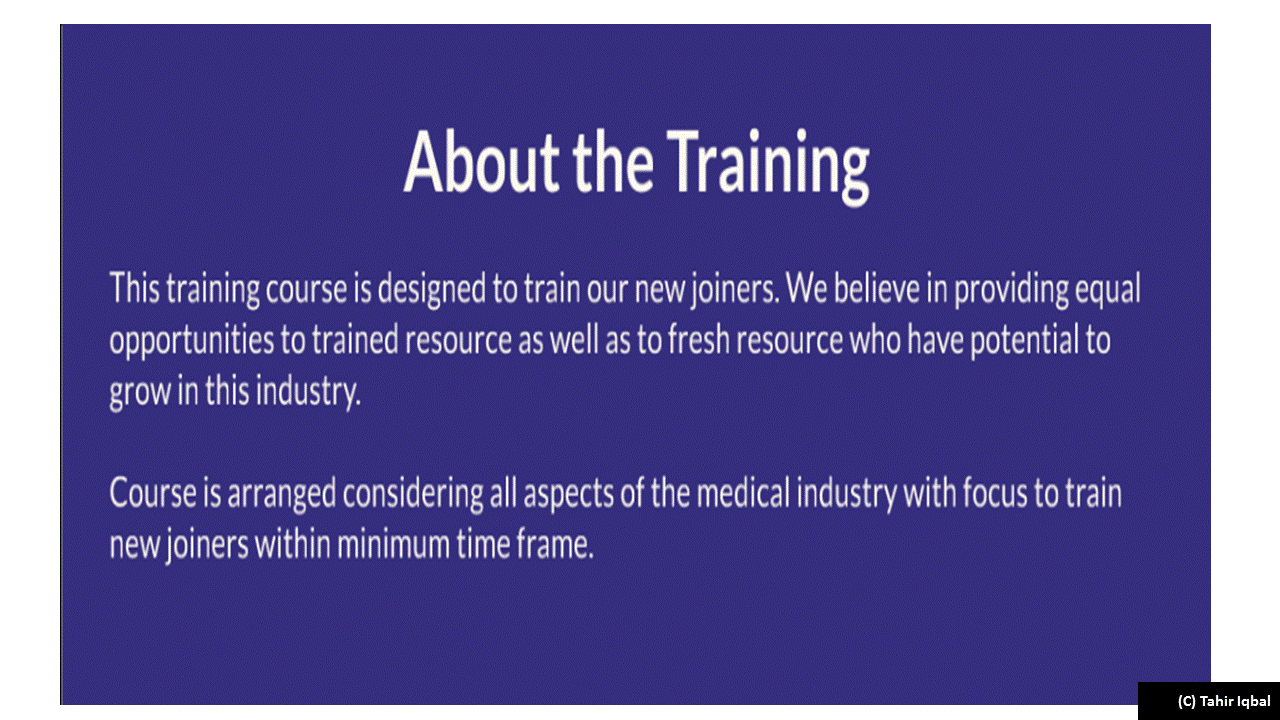 About the Training
This training course is designed to train our new joiners. We believe in providing equal
opportunities to trained resource as well as to fresh resource who have potential to
grow in this industry.
Course is arranged considering all aspects of the medical industry with focus to train
new joiners within minimum time frame.
(C) Tahir Iqbal